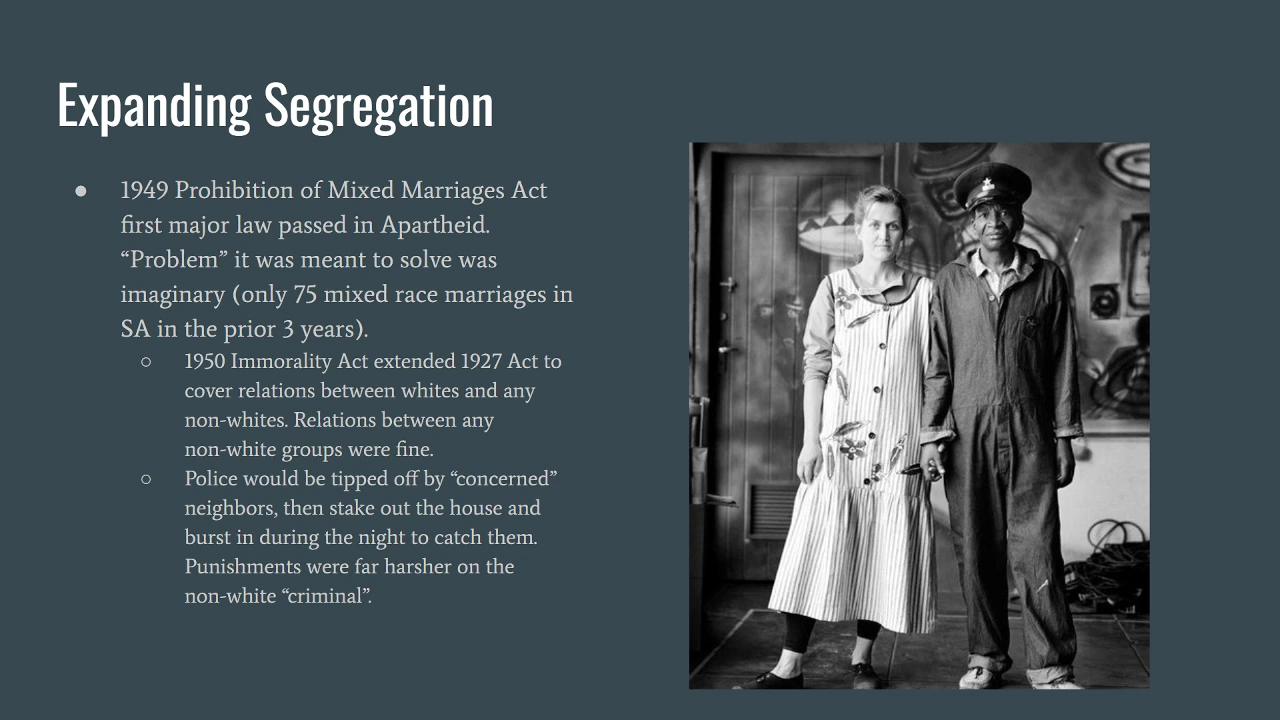 Expanding Segregation
● 1949 Prohibition of Mixed Marriages Act
first major law passed in Apartheid.
“Problem” it was meant to solve was
imaginary (only 75 mixed race marriages in
SA in the prior 3 years).
○ 1950 Immorality Act extended 1927 Act to
cover relations between whites and any
non-whites. Relations between any
non-white groups were fine.
○ Police would be tipped off by “concerned”
neighbors, then stake out the house and
burst in during the night to catch them.
Punishments were far harsher on the
non-white “criminal”.